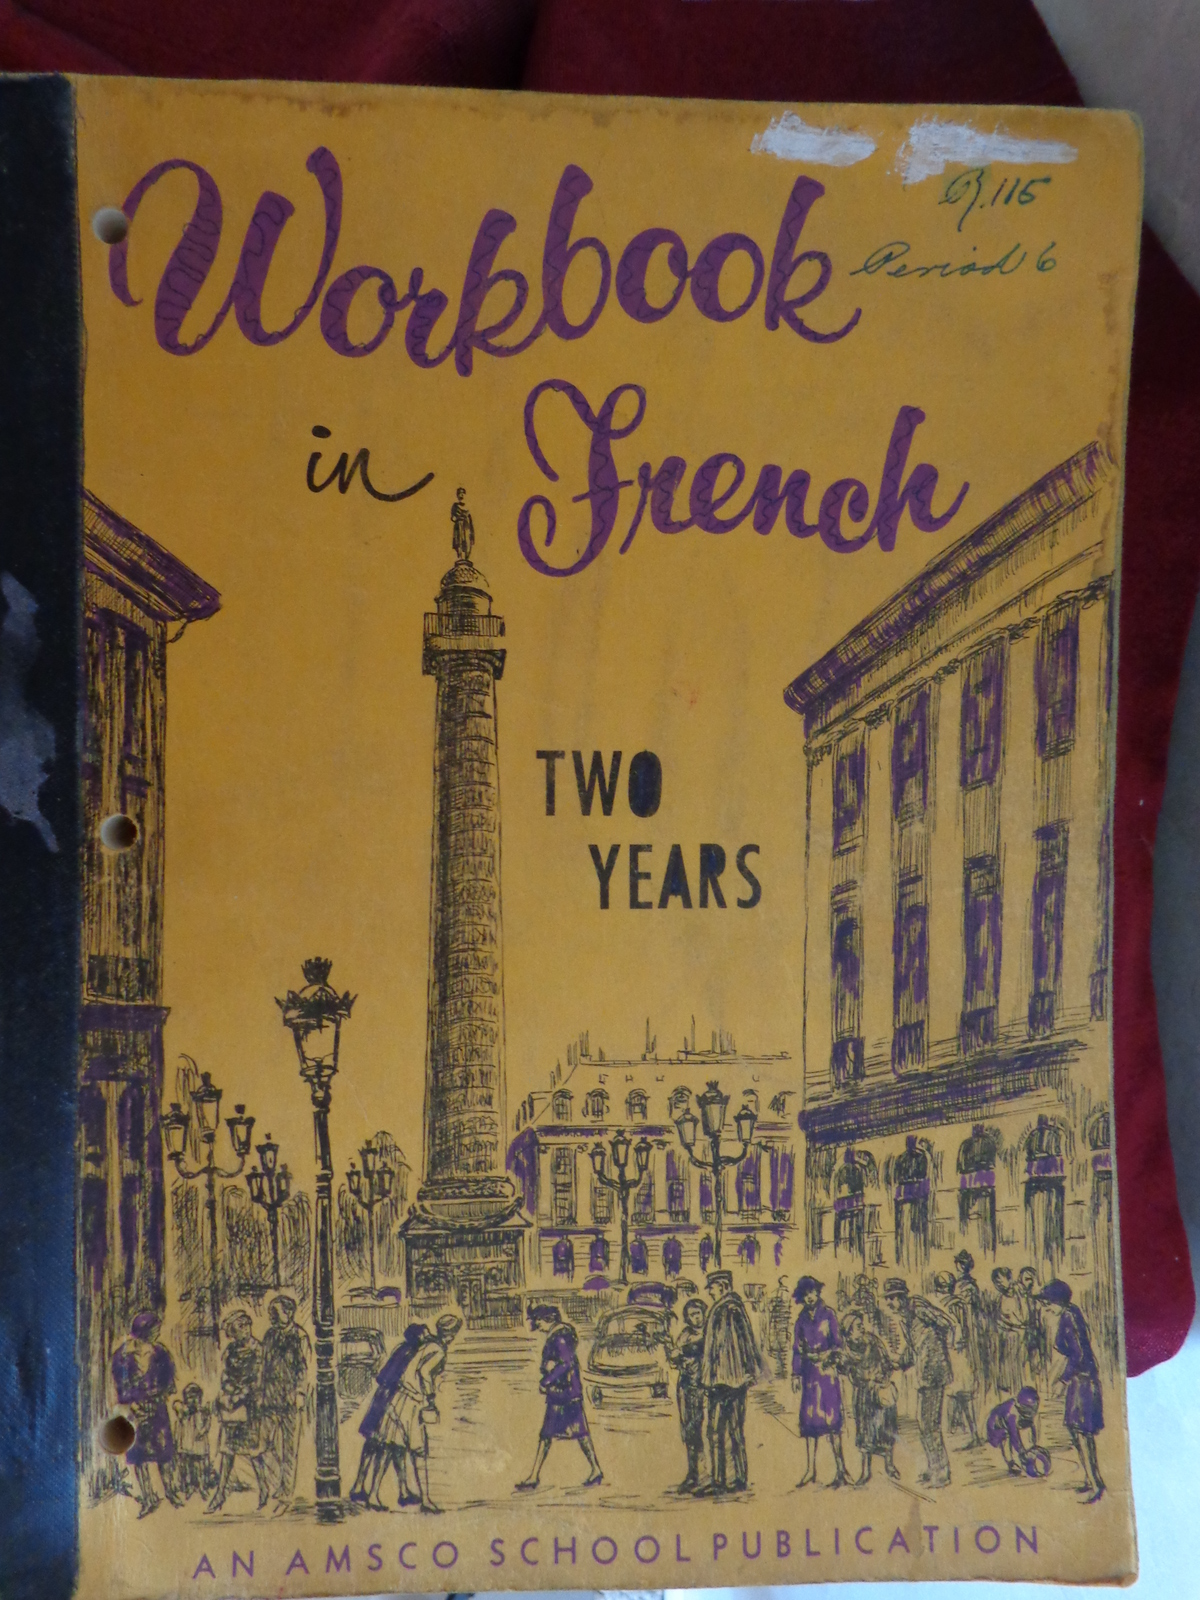 R.115
Period 6
Workbook
in French
TWO
YEARS
AN AMSCO SCHOOL PUBLICATION